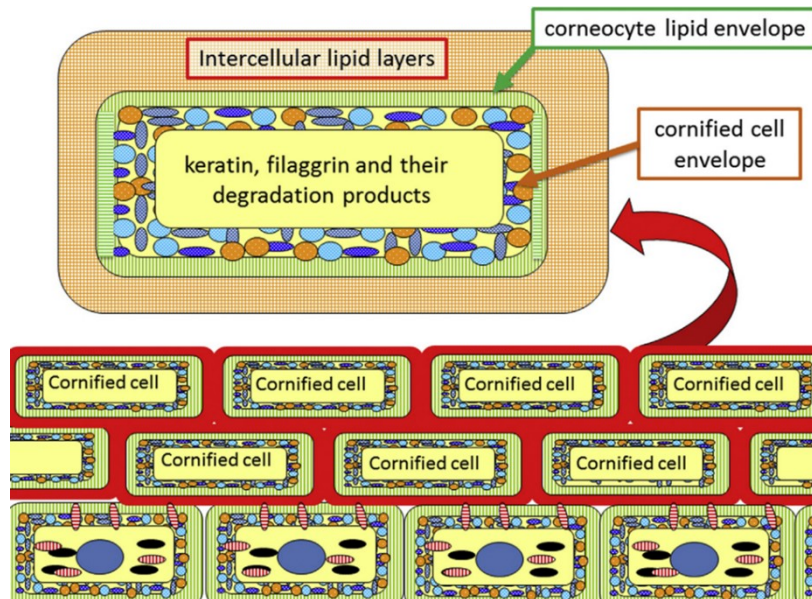 corneocyte lipid envelope
Intercellular lipid layers
cornified cell
envelope
keratin, filaggrin and their
degradation products
Cornified cell
Cornified cell
Cornified cell
Cornified cell
Cornified cell
Cornified cell
Cornified cell